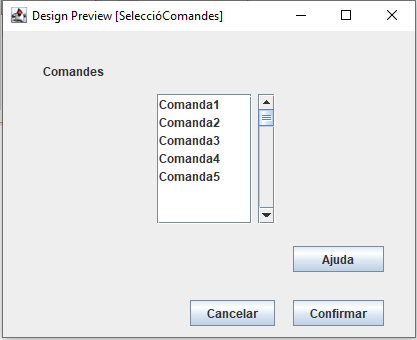 Design Preview [SeleccióComandes]
Comandes
Comanda1
Comanda2
Comanda3
Comanda4
Comanda5
Ajuda
Cancelar
Confirmar